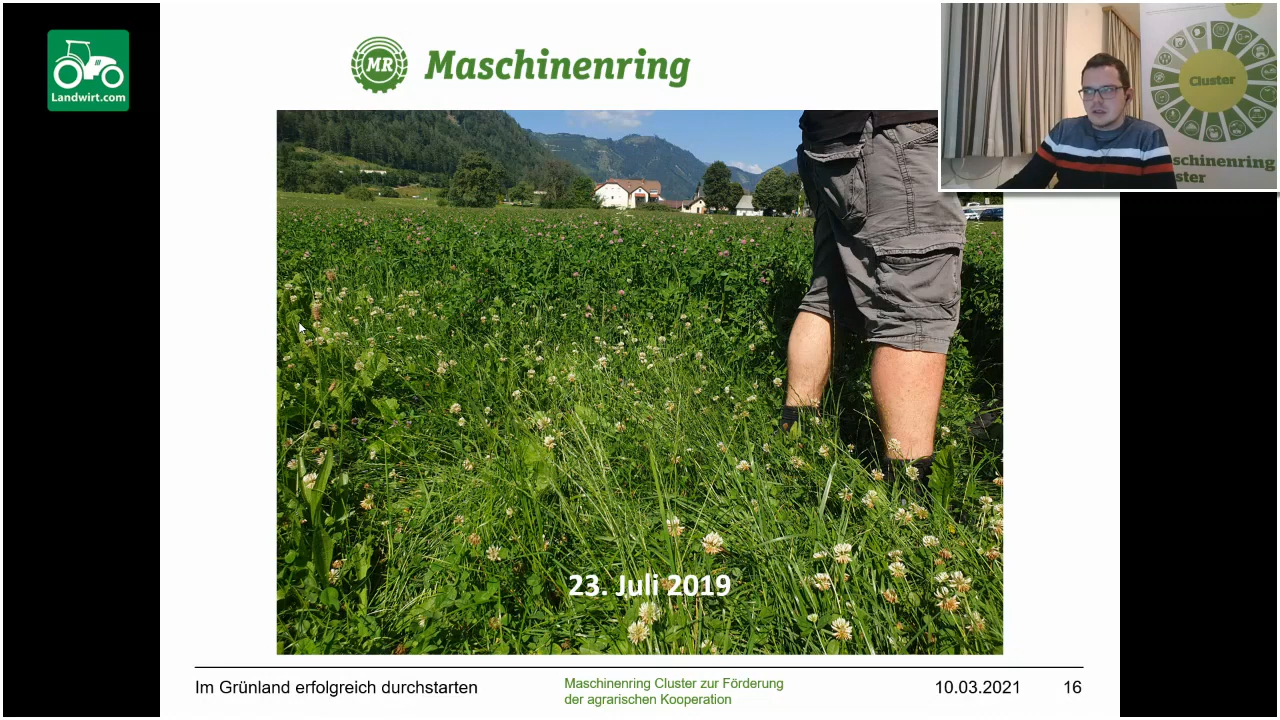 Landwirt.com
MR Maschinenring
Cluster
schinenring
ster
23. Juli 2019
Im Grünland erfolgreich durchstarten
Maschinenring Cluster zur Förderung
der agrarischen Kooperation
10.03.2021
16